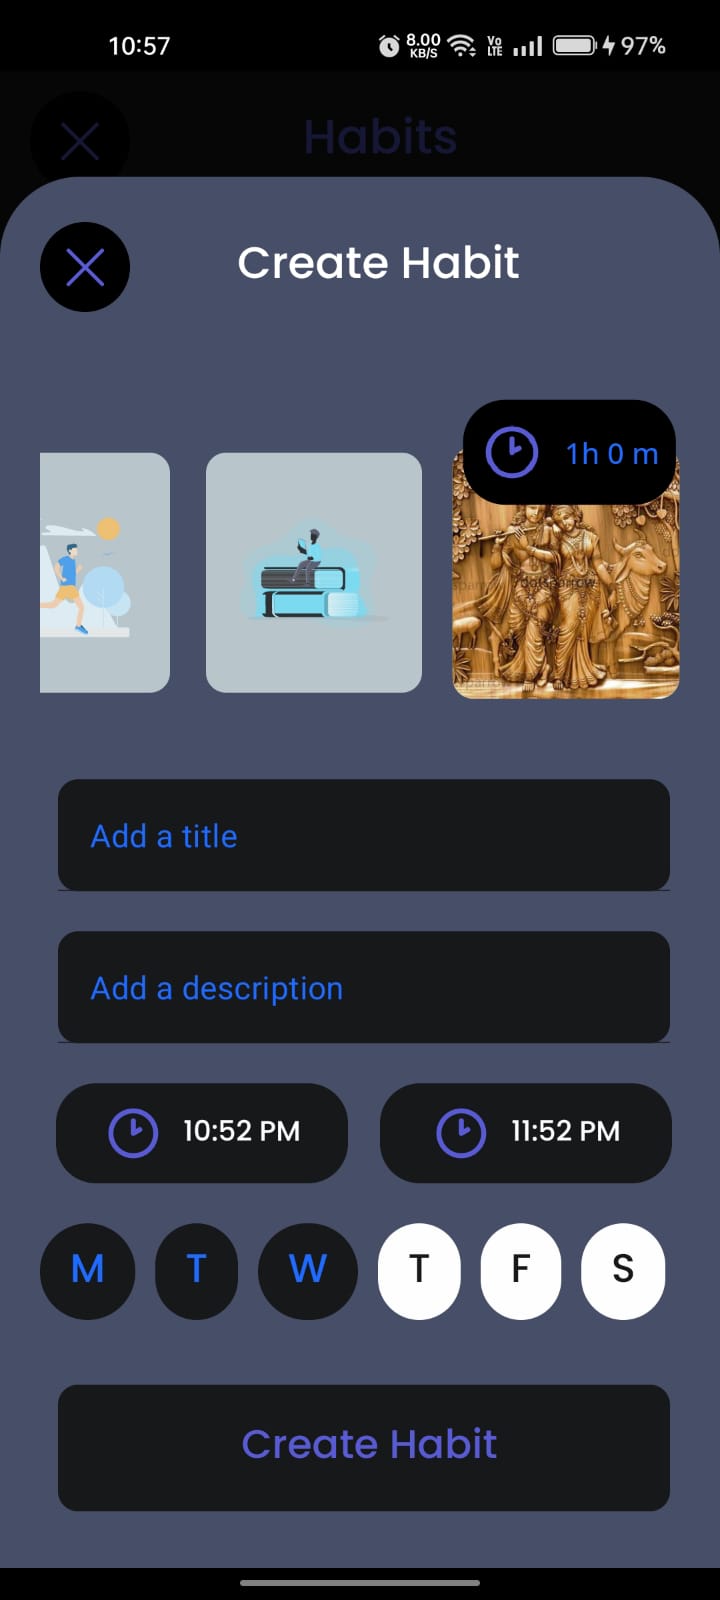 10:57
8.00 KB/S
Vo LTE
97%
Habits
Create Habit
1h 0 m
dotsparrow
Add a title
Add a description
10:52 PM 11:52 PM
M T W T F S
Create Habit